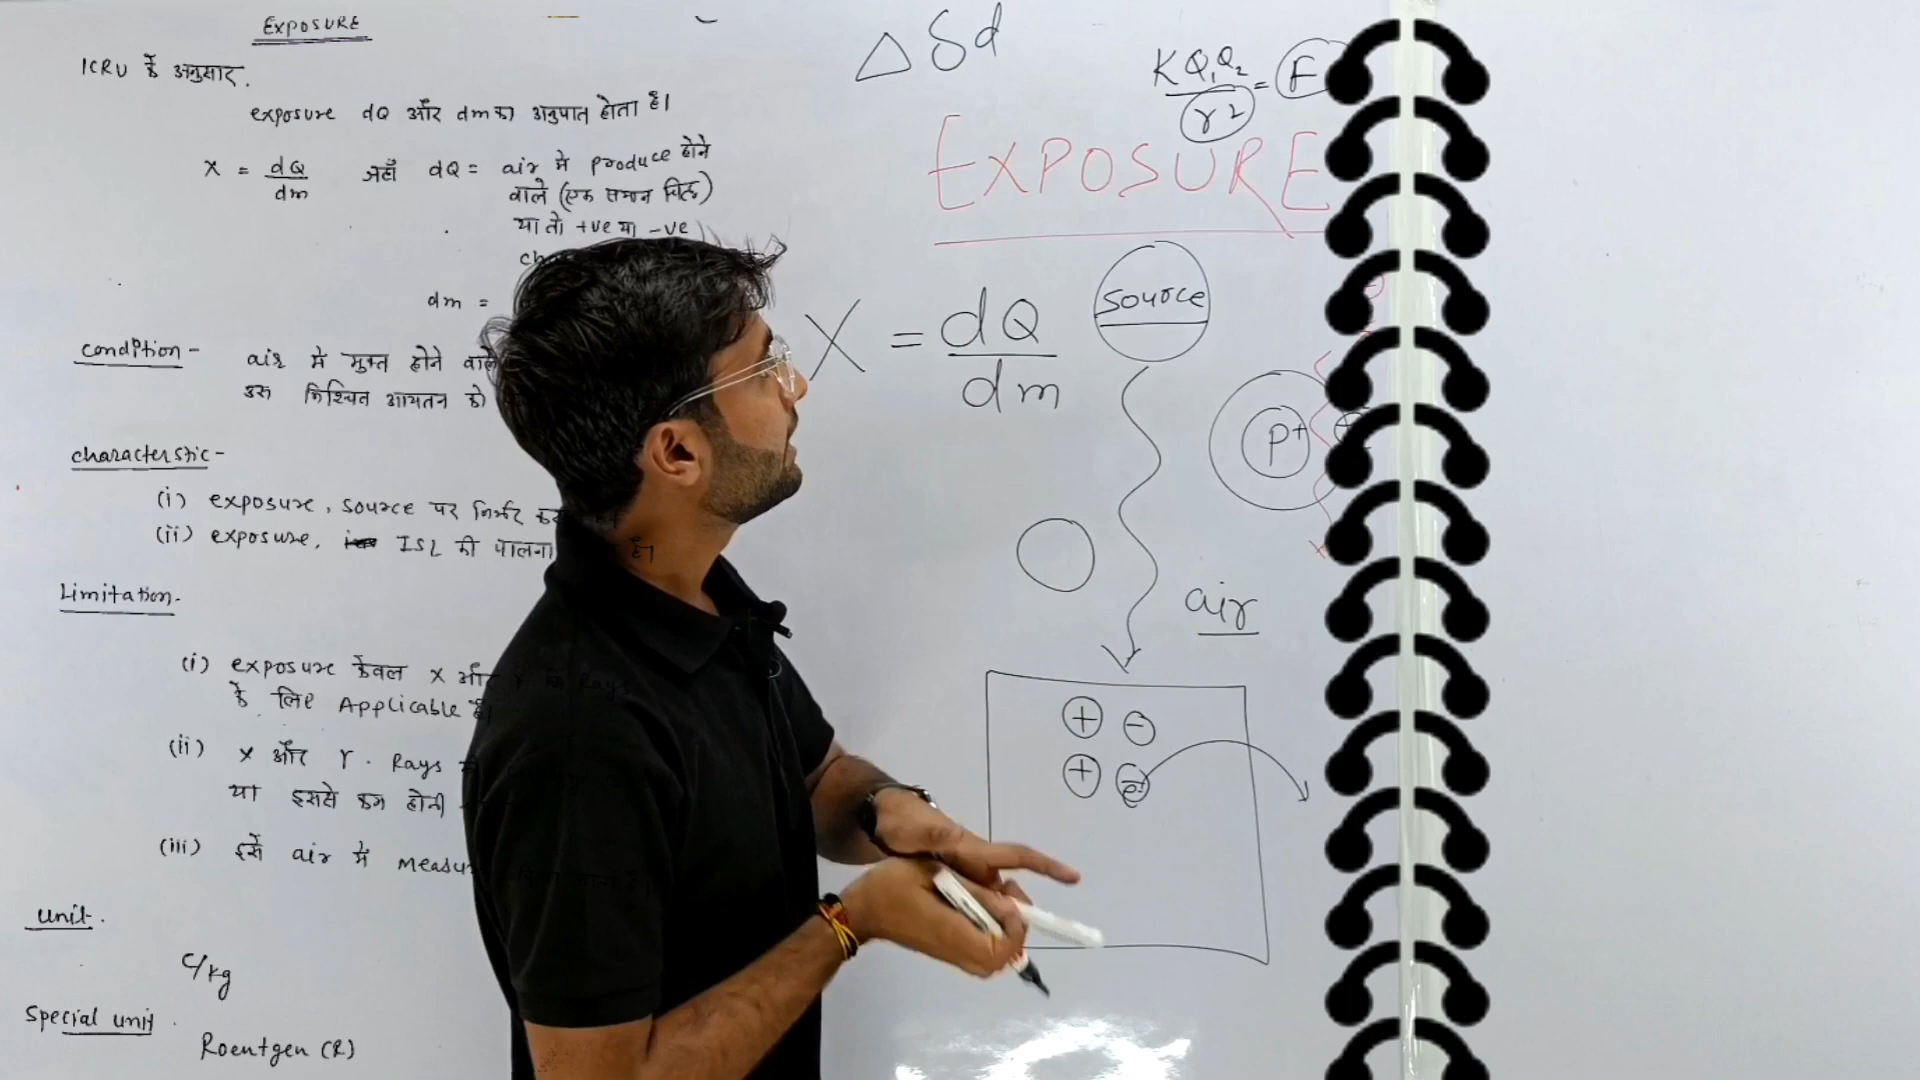 EXPOSURE
ICRU के अनुसार.
exposure dQ और dm का अनुपात होता है।
X = dQ/dm जहाँ dQ = air मे produce होने
वाले (एक समान चिन्ह)
या तो +ve या -ve
dm =
condition - air मे मुक्त होने वाले
उस निश्चित आयतन को
characterstic -
(i) exposure, source पर निर्भर
(ii) exposure, ISL की पालना है।
Limitation.
(i) exposure केवल x और γ कि Rays
के लिए Applicable है।
(ii) x और γ. Rays
या इससे कम होनी
(iii) इसे air मे measu
unit.
C/kg
Special unit.
Roentgen (R)
Δ δ d
KQ1Q2/r2 = F
EXPOSURE
X = dQ/dm
source
P+
air
+ -
+ e-